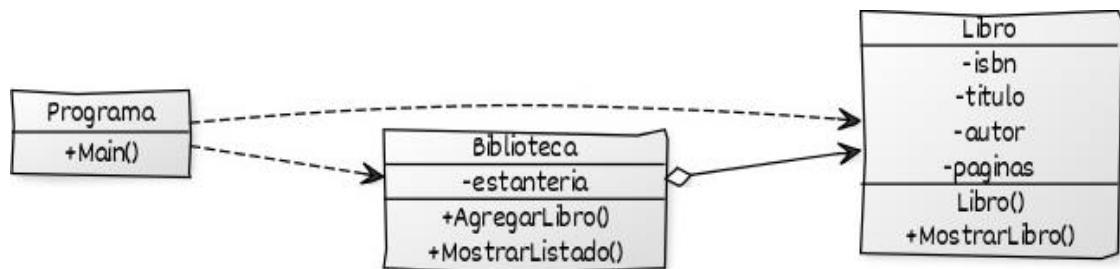 Programa
+Main()
Biblioteca
-estanteria
+AgregarLibro()
+MostrarListado()
Libro
-isbn
-titulo
-autor
-paginas
Libro()
+MostrarLibro()